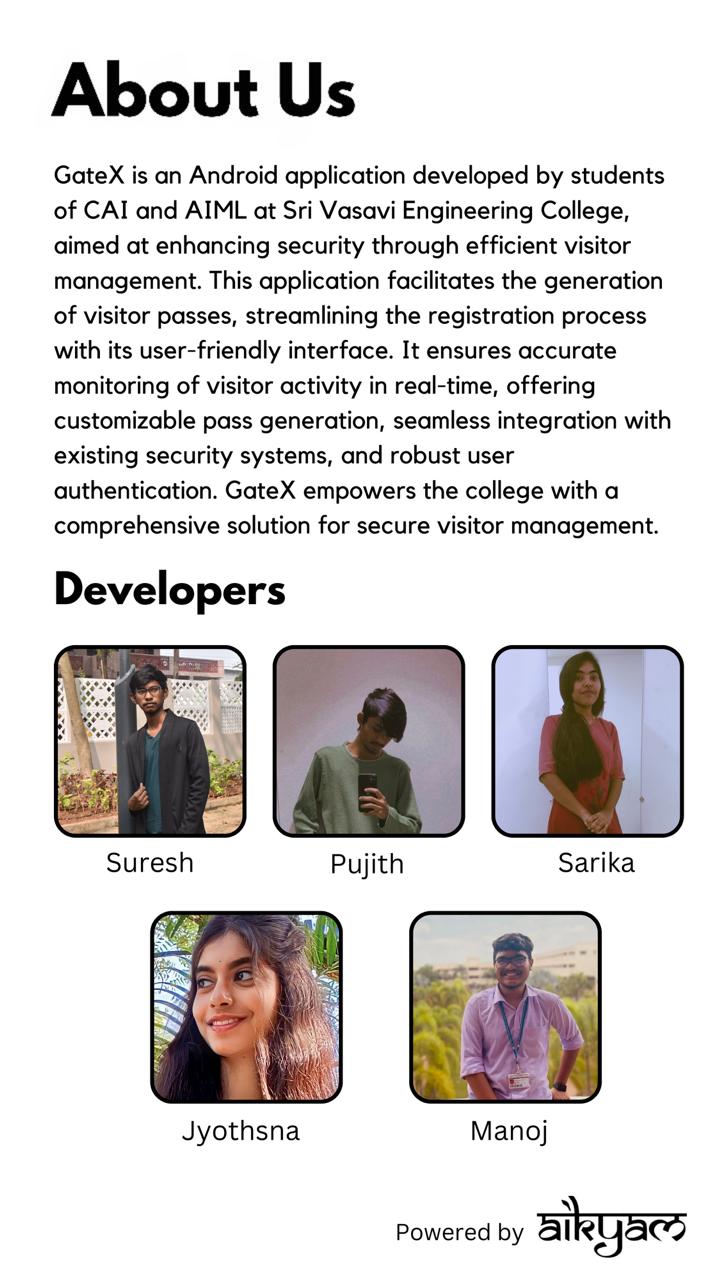 About Us
GateX is an Android application developed by students
of CAI and AIML at Sri Vasavi Engineering College,
aimed at enhancing security through efficient visitor
management. This application facilitates the generation
of visitor passes, streamlining the registration process
with its user-friendly interface. It ensures accurate
monitoring of visitor activity in real-time, offering
customizable pass generation, seamless integration with
existing security systems, and robust user
authentication. GateX empowers the college with a
comprehensive solution for secure visitor management.
Developers
Suresh
Pujith
Sarika
Jyothsna
Manoj
Powered by aikyam